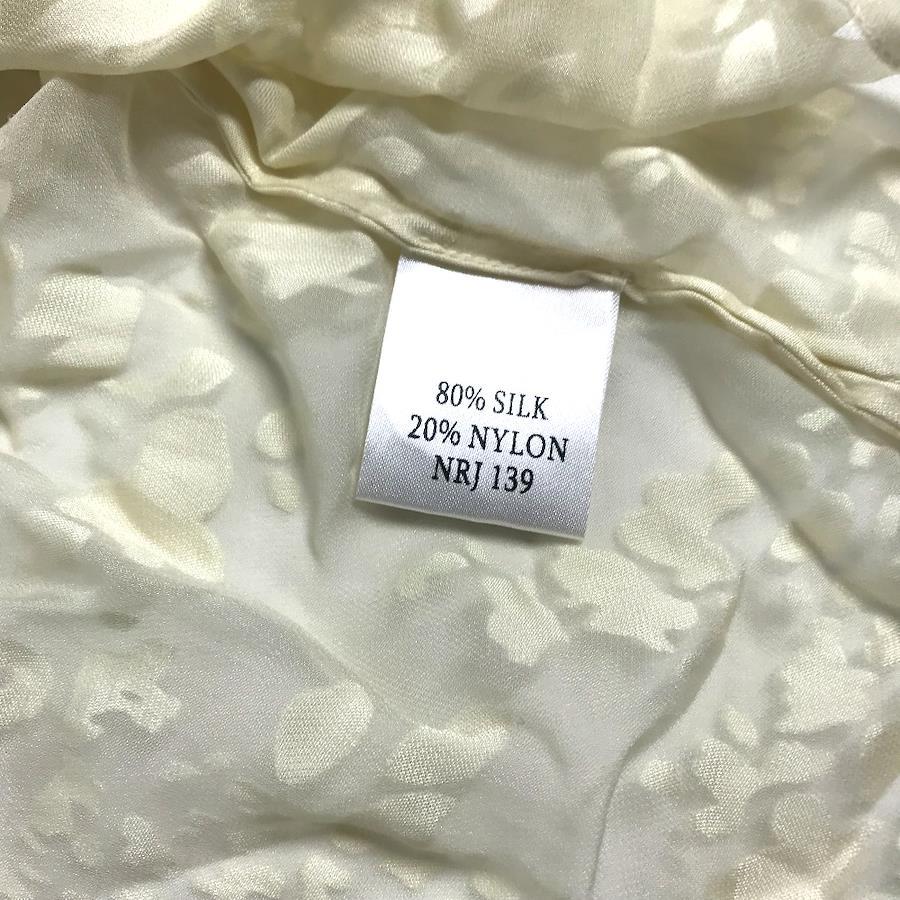 80% SILK
20% NYLON
NRJ 139